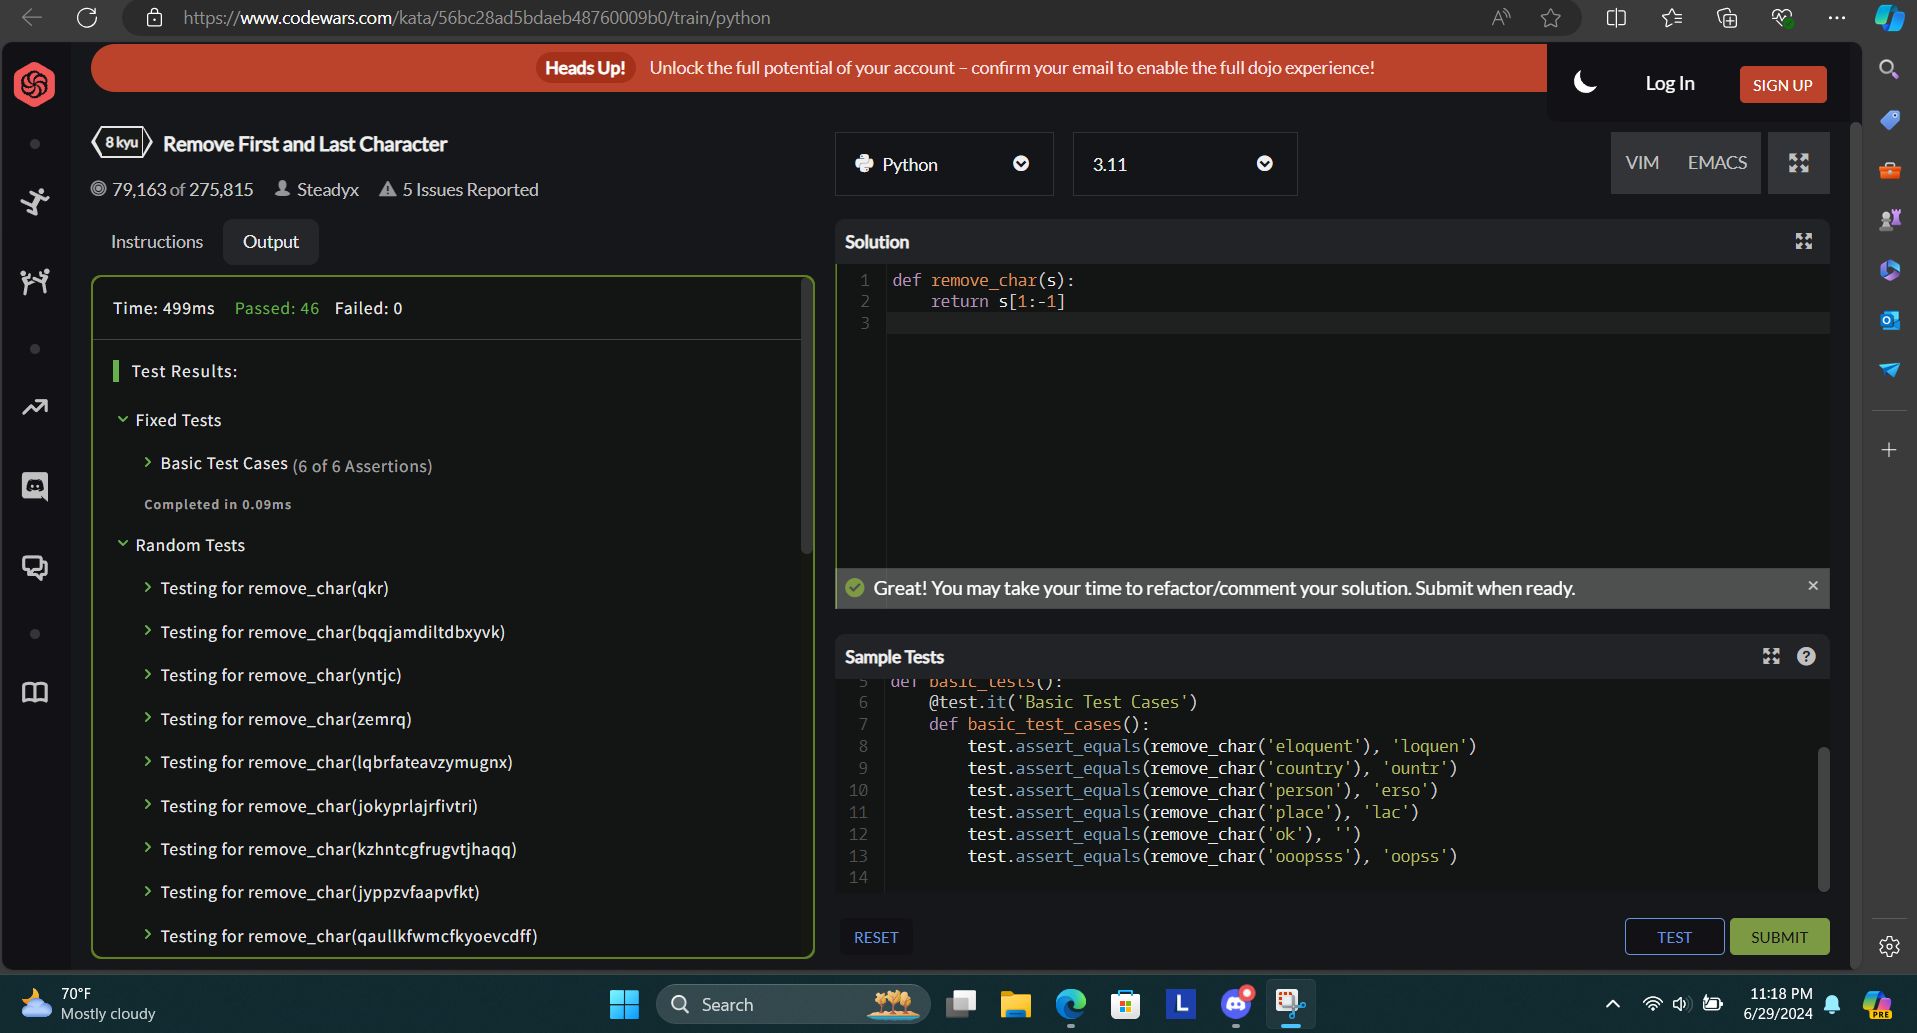 https://www.codewars.com/kata/56bc28ad5bdaeb48760009b0/train/python
Heads Up! Unlock the full potential of your account – confirm your email to enable the full dojo experience!
Log In
SIGN UP
8 kyu Remove First and Last Character
79,163 of 275,815 Steadyx 5 Issues Reported
Python
3.11
VIM EMACS
Instructions Output
Time: 499ms Passed: 46 Failed: 0
Test Results:
Fixed Tests
Basic Test Cases (6 of 6 Assertions)
Completed in 0.09ms
Random Tests
Testing for remove_char(qkr)
Testing for remove_char(bqqjamdiltdbxyvk)
Testing for remove_char(yntjc)
Testing for remove_char(zemrq)
Testing for remove_char(lqbrfateavzymugnx)
Testing for remove_char(jokyprlajrfivtri)
Testing for remove_char(kzhntcgfrugvtjhaqq)
Testing for remove_char(jyppzvfaapvfkt)
Testing for remove_char(qaullkfwmcfkyoevcdff)
Solution
1 def remove_char(s):
2     return s[1:-1]
3
Great! You may take your time to refactor/comment your solution. Submit when ready.
Sample Tests
5 def basic_tests():
6     @test.it('Basic Test Cases')
7     def basic_test_cases():
8         test.assert_equals(remove_char('eloquent'), 'loquen')
9         test.assert_equals(remove_char('country'), 'ountr')
10         test.assert_equals(remove_char('person'), 'erso')
11         test.assert_equals(remove_char('place'), 'lac')
12         test.assert_equals(remove_char('ok'), '')
13         test.assert_equals(remove_char('ooopsss'), 'oopss')
14
RESET
TEST
SUBMIT
70°F
Mostly cloudy
Search
L
PRE
11:18 PM
6/29/2024